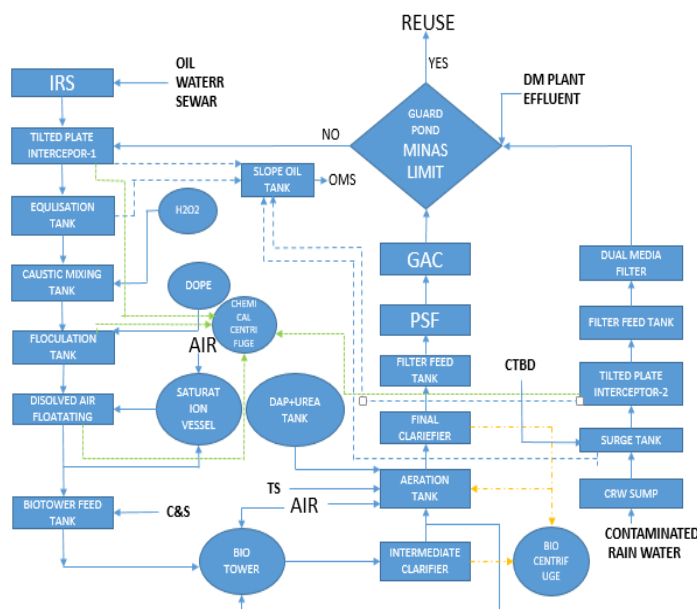 REUSE
YES
OIL
WATERR
SEWAR
IRS
DM PLANT
EFFLUENT
GUARD
POND
MINAS
LIMIT
NO
TILTED PLATE
INTERCEPOR-1
SLOPE OIL
TANK
OMS
EQULISATION
TANK
H2O2
CAUSTIC MIXING
TANK
GAC
DUAL MEDIA
FILTER
DOPE
CHEMI
CAL
CENTRI
FUGE
PSF
FILTER FEED TANK
FLOCULATION
TANK
AIR
FILTER FEED
TANK
CTBD
TILTED PLATE
INTERCEPTOR-2
DISOLVED AIR
FLOATATING
SATURAT
ION
VESSEL
DAP+UREA
TANK
FINAL
CLARIEFIER
SURGE TANK
TS
AERATION
TANK
CRW SUMP
BIOTOWER FEED
TANK
C&S
AIR
CONTAMINATED
RAIN WATER
BIO
TOWER
INTERMEDIATE
CLARIFIER
BIO
CENTRIF
UGE